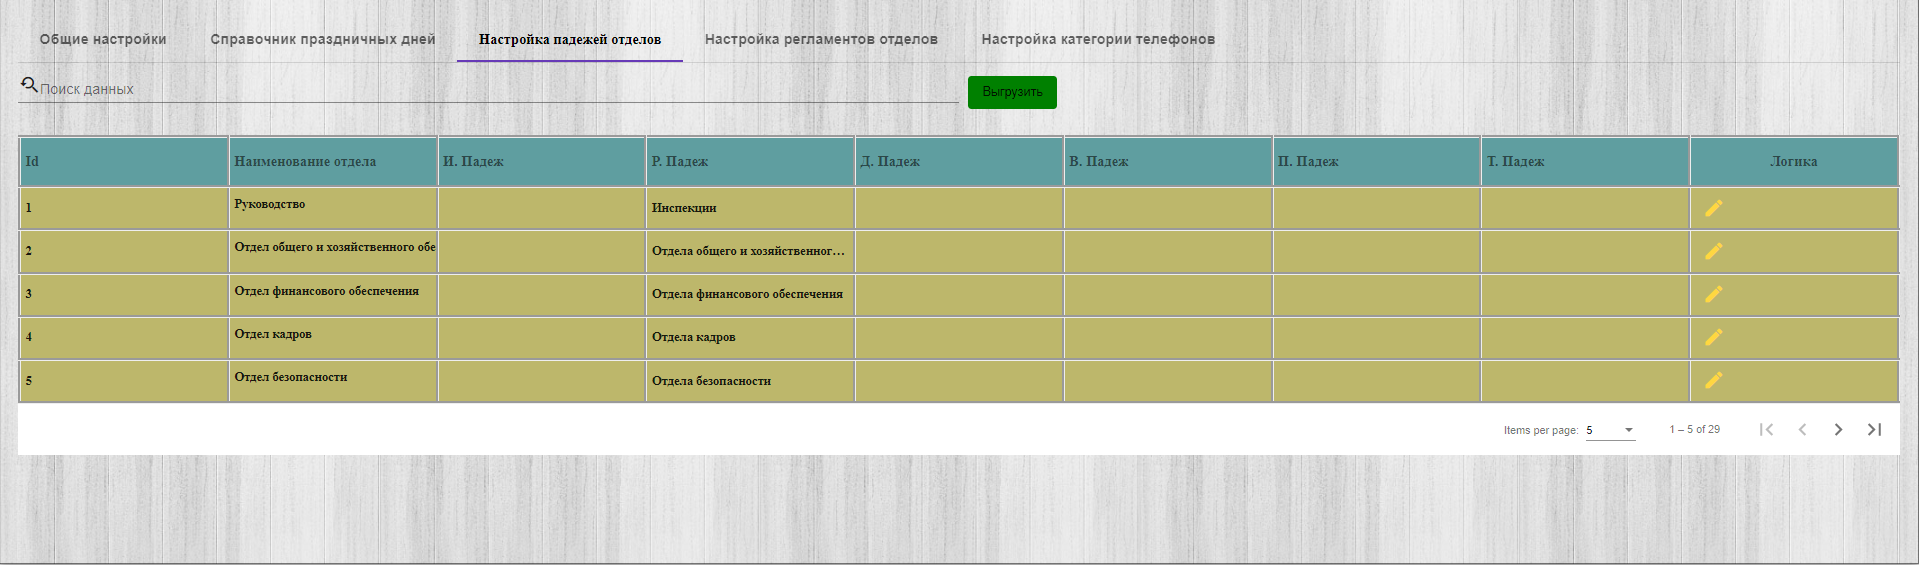 Общие настройки Справочник праздничных дней Настройка падежей отделов Настройка регламентов отделов Настройка категории телефонов
Поиск данных Выгрузить
Id Наименование отдела И. Падеж Р. Падеж Д. Падеж В. Падеж П. Падеж Т. Падеж Логика
1 Руководство Инспекции
2 Отдел общего и хозяйственного обе Отдела общего и хозяйственног...
3 Отдел финансового обеспечения Отдела финансового обеспечения
4 Отдел кадров Отдела кадров
5 Отдел безопасности Отдела безопасности
Items per page: 5 1 – 5 of 29